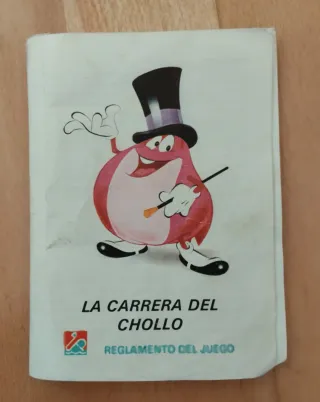 LA CARRERA DEL
CHOLLO
REGLAMENTO DEL JUEGO